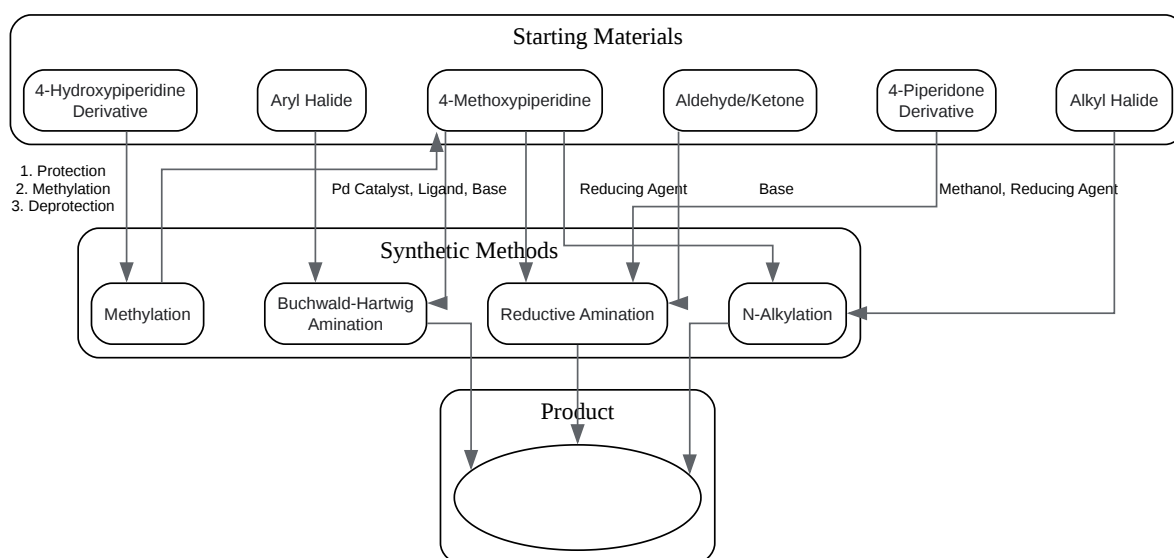 Starting Materials
4-Hydroxypiperidine
Derivative
Aryl Halide
4-Methoxypiperidine
Aldehyde/Ketone
4-Piperidone
Derivative
Alkyl Halide
1. Protection
2. Methylation
3. Deprotection
Pd Catalyst, Ligand, Base
Reducing Agent
Base
Methanol, Reducing Agent
Synthetic Methods
Methylation
Buchwald-Hartwig
Amination
Reductive Amination
N-Alkylation
Product